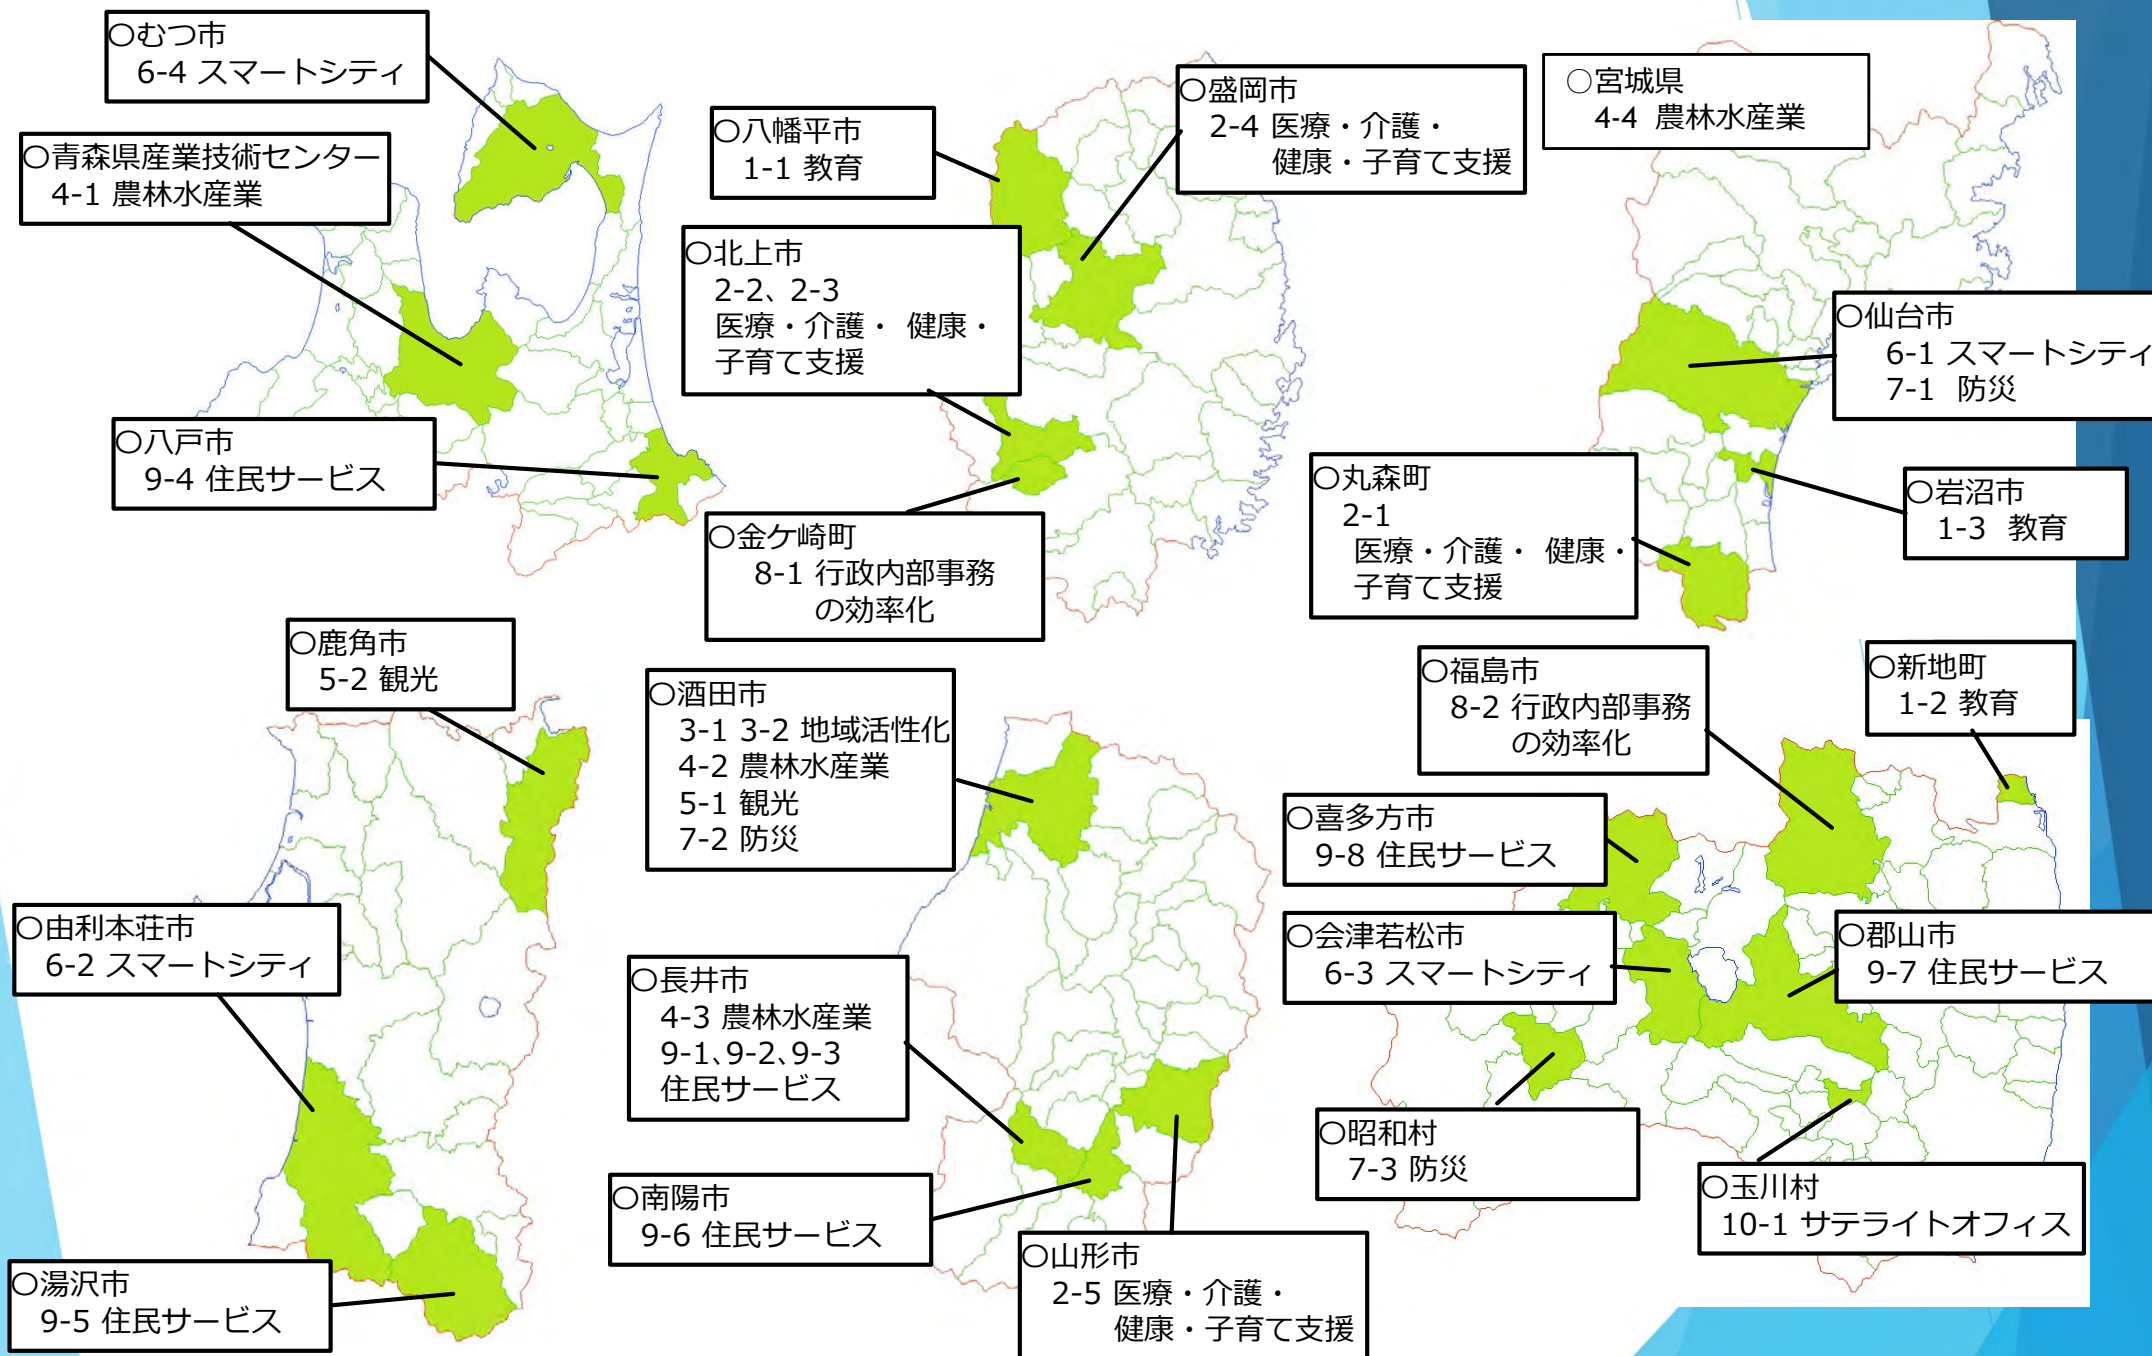 ○むつ市
6-4 スマートシティ
○青森県産業技術センター
4-1 農林水産業
○八戸市
9-4 住民サービス
○八幡平市
1-1 教育
○盛岡市
2-4 医療・介護・
健康・子育て支援
○北上市
2-2、2-3
医療・介護・ 健康・
子育て支援
○金ケ崎町
8-1 行政内部事務
の効率化
○宮城県
4-4 農林水産業
○仙台市
6-1 スマートシティ
7-1 防災
○丸森町
2-1
医療・介護・ 健康・
子育て支援
○岩沼市
1-3 教育
○鹿角市
5-2 観光
○由利本荘市
6-2 スマートシティ
○湯沢市
9-5 住民サービス
○酒田市
3-1 3-2 地域活性化
4-2 農林水産業
5-1 観光
7-2 防災
○長井市
4-3 農林水産業
9-1、9-2、9-3
住民サービス
○南陽市
9-6 住民サービス
○山形市
2-5 医療・介護・
健康・子育て支援
○福島市
8-2 行政内部事務
の効率化
○新地町
1-2 教育
○喜多方市
9-8 住民サービス
○会津若松市
6-3 スマートシティ
○郡山市
9-7 住民サービス
○昭和村
7-3 防災
○玉川村
10-1 サテライトオフィス